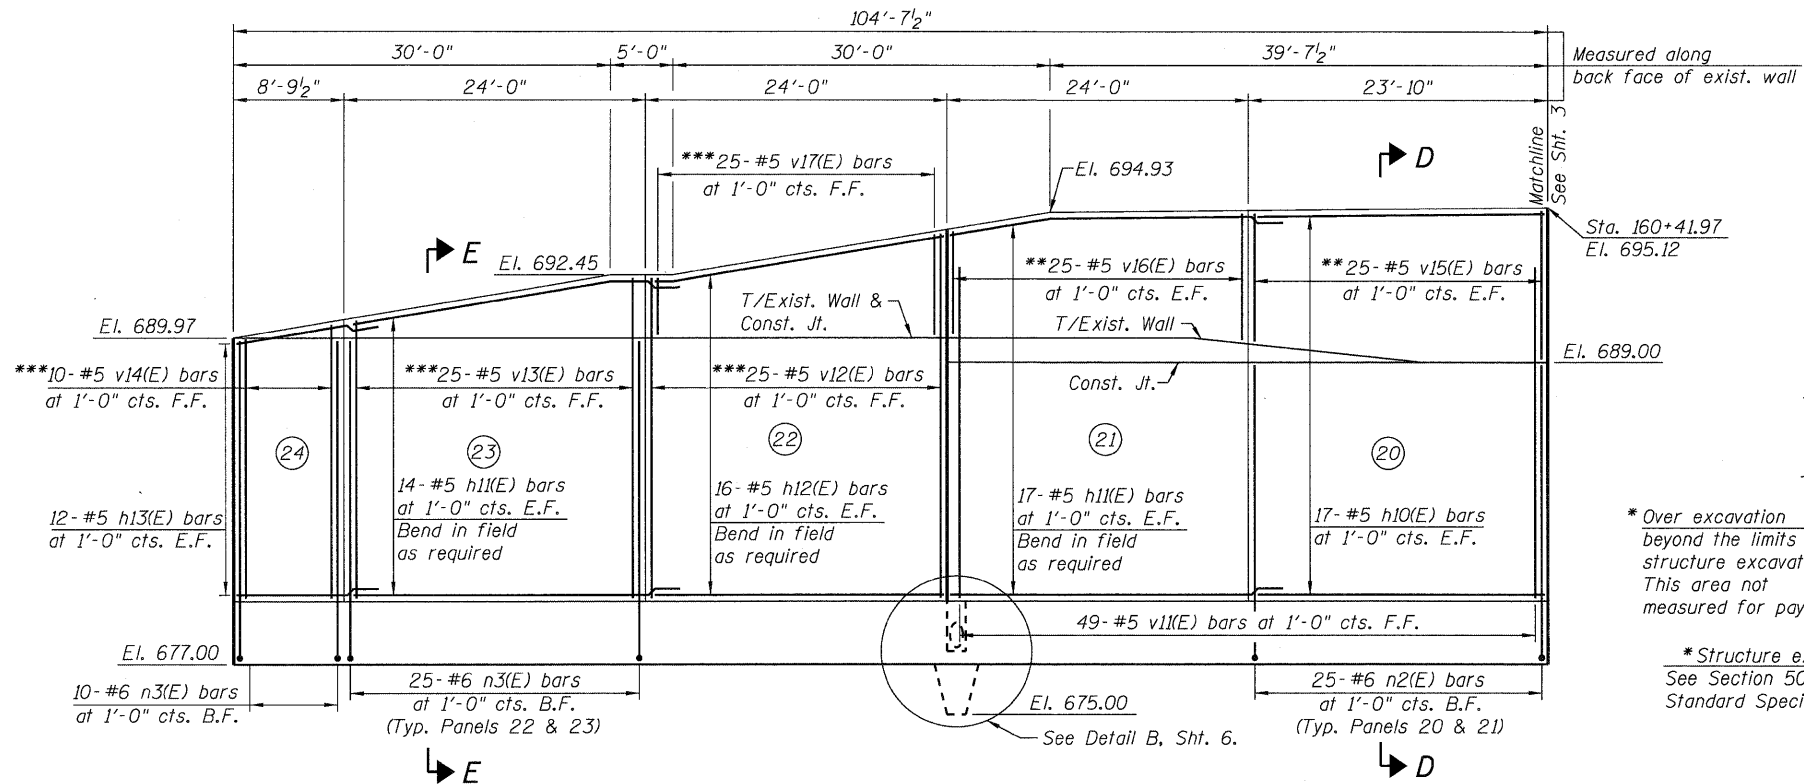 104'-7½"
30'-0"
5'-0"
30'-0"
39'-7½"
Measured along
back face of exist. wall
8'-9½"
24'-0"
24'-0"
24'-0"
23'-10"
Matchline
See Sht. 3
***25-#5 v17(E) bars
at 1'-0" cts. F.F.
D
El. 694.93
Sta. 160+41.97
El. 695.12
E
El. 692.45
**25-#5 v16(E) bars
at 1'-0" cts. E.F.
**25-#5 v15(E) bars
at 1'-0" cts. E.F.
T/Exist. Wall &
Const. Jt.
T/Exist. Wall
El. 689.97
El. 689.00
***10-#5 v14(E) bars
at 1'-0" cts. F.F.
***25-#5 v13(E) bars
at 1'-0" cts. F.F.
***25-#5 v12(E) bars
at 1'-0" cts. F.F.
Const. Jt.
24
23
22
21
20
12-#5 h13(E) bars
at 1'-0" cts. E.F.
14-#5 h11(E) bars
at 1'-0" cts. E.F.
Bend in field
as required
16-#5 h12(E) bars
at 1'-0" cts. E.F.
Bend in field
as required
17-#5 h11(E) bars
at 1'-0" cts. E.F.
Bend in field
as required
17-#5 h10(E) bars
at 1'-0" cts. E.F.
* Over excavation
beyond the limits
structure excavat
This area not
measured for pay
49-#5 v11(E) bars at 1'-0" cts. F.F.
El. 677.00
10-#6 n3(E) bars
at 1'-0" cts. B.F.
25-#6 n3(E) bars
at 1'-0" cts. B.F.
(Typ. Panels 22 & 23)
El. 675.00
See Detail B, Sht. 6.
25-#6 n2(E) bars
at 1'-0" cts. B.F.
(Typ. Panels 20 & 21)
* Structure e
See Section 50
Standard Speci
E
D